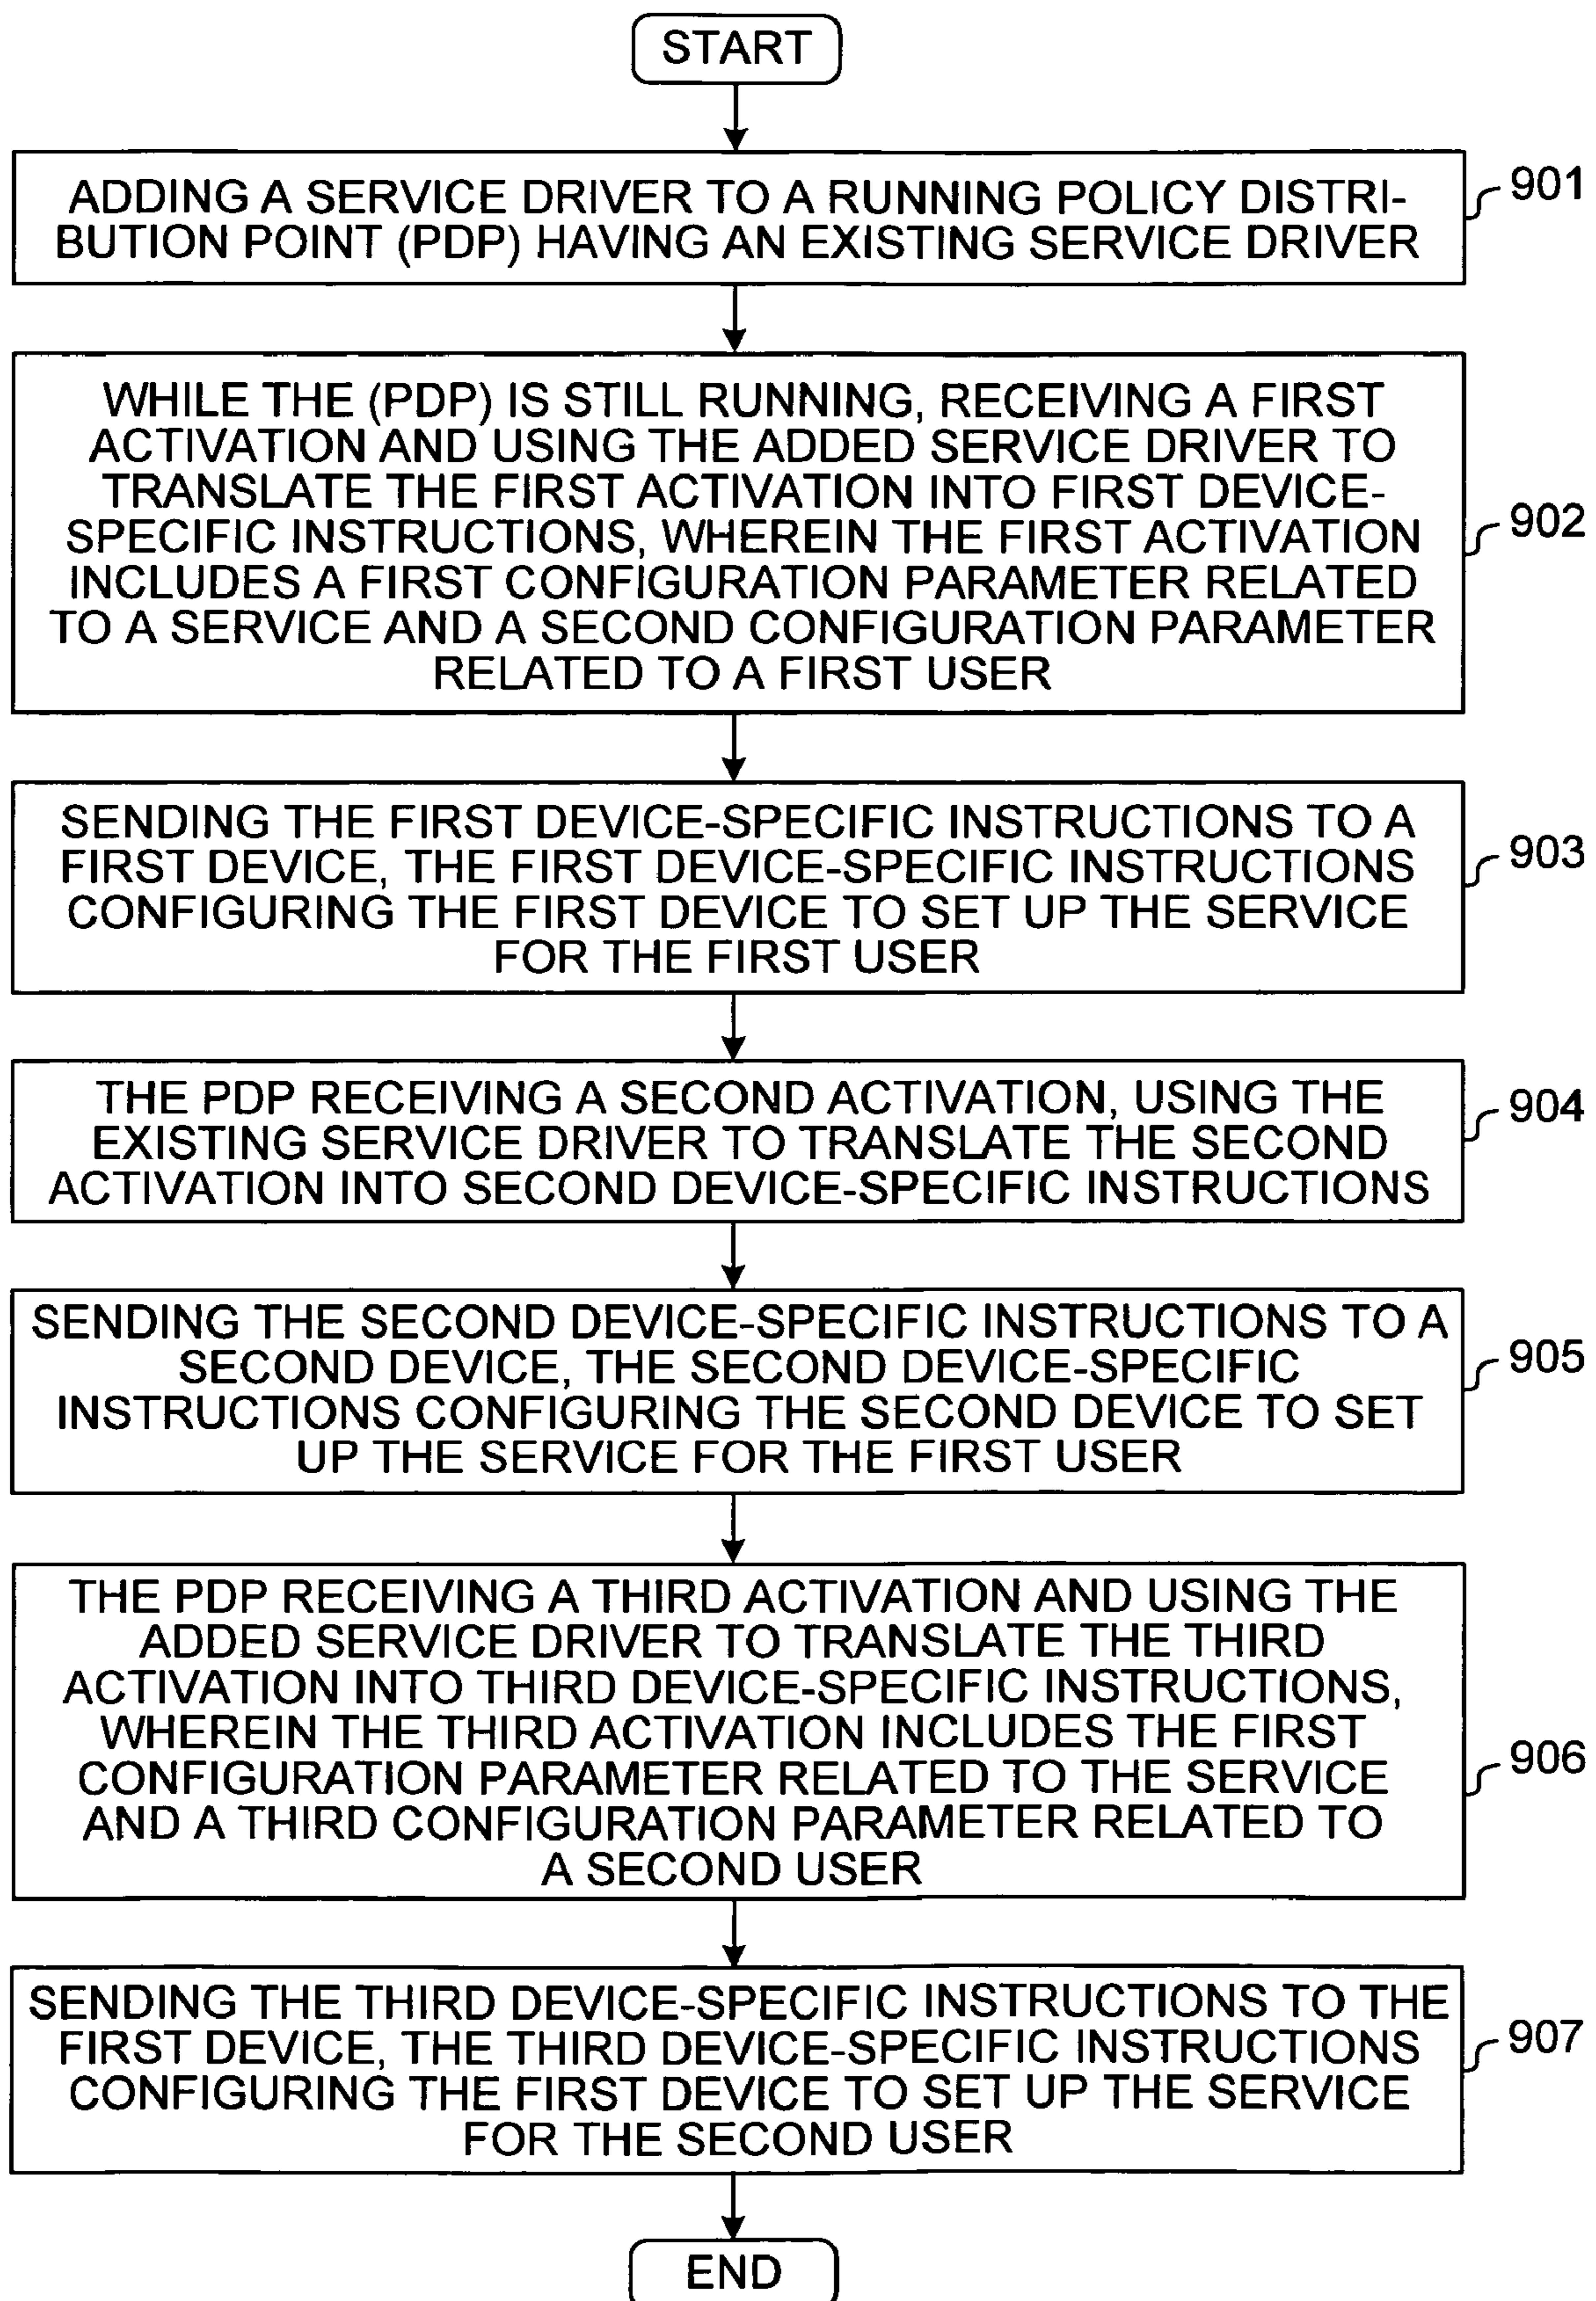 START
ADDING A SERVICE DRIVER TO A RUNNING POLICY DISTRI-
BUTION POINT (PDP) HAVING AN EXISTING SERVICE DRIVER
901
WHILE THE (PDP) IS STILL RUNNING, RECEIVING A FIRST
ACTIVATION AND USING THE ADDED SERVICE DRIVER TO
TRANSLATE THE FIRST ACTIVATION INTO FIRST DEVICE-
SPECIFIC INSTRUCTIONS, WHEREIN THE FIRST ACTIVATION
INCLUDES A FIRST CONFIGURATION PARAMETER RELATED
TO A SERVICE AND A SECOND CONFIGURATION PARAMETER
RELATED TO A FIRST USER
902
SENDING THE FIRST DEVICE-SPECIFIC INSTRUCTIONS TO A
FIRST DEVICE, THE FIRST DEVICE-SPECIFIC INSTRUCTIONS
CONFIGURING THE FIRST DEVICE TO SET UP THE SERVICE
FOR THE FIRST USER
903
THE PDP RECEIVING A SECOND ACTIVATION, USING THE
EXISTING SERVICE DRIVER TO TRANSLATE THE SECOND
ACTIVATION INTO SECOND DEVICE-SPECIFIC INSTRUCTIONS
904
SENDING THE SECOND DEVICE-SPECIFIC INSTRUCTIONS TO A
SECOND DEVICE, THE SECOND DEVICE-SPECIFIC
INSTRUCTIONS CONFIGURING THE SECOND DEVICE TO SET
UP THE SERVICE FOR THE FIRST USER
905
THE PDP RECEIVING A THIRD ACTIVATION AND USING THE
ADDED SERVICE DRIVER TO TRANSLATE THE THIRD
ACTIVATION INTO THIRD DEVICE-SPECIFIC INSTRUCTIONS,
WHEREIN THE THIRD ACTIVATION INCLUDES THE FIRST
CONFIGURATION PARAMETER RELATED TO THE SERVICE
AND A THIRD CONFIGURATION PARAMETER RELATED TO
A SECOND USER
906
SENDING THE THIRD DEVICE-SPECIFIC INSTRUCTIONS TO THE
FIRST DEVICE, THE THIRD DEVICE-SPECIFIC INSTRUCTIONS
CONFIGURING THE FIRST DEVICE TO SET UP THE SERVICE
FOR THE SECOND USER
907
END